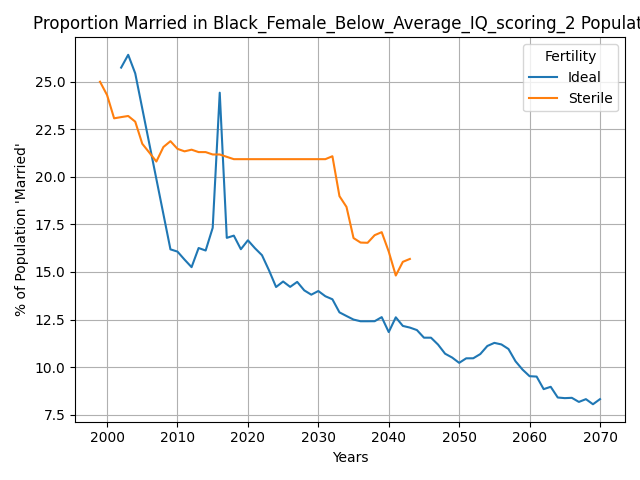 Proportion Married in Black_Female_Below_Average_IQ_scoring_2 Populat
Fertility
Ideal
Sterile
25.0
22.5
20.0
17.5
15.0
12.5
10.0
7.5
% of Population 'Married'
2000 2010 2020 2030 2040 2050 2060 2070
Years